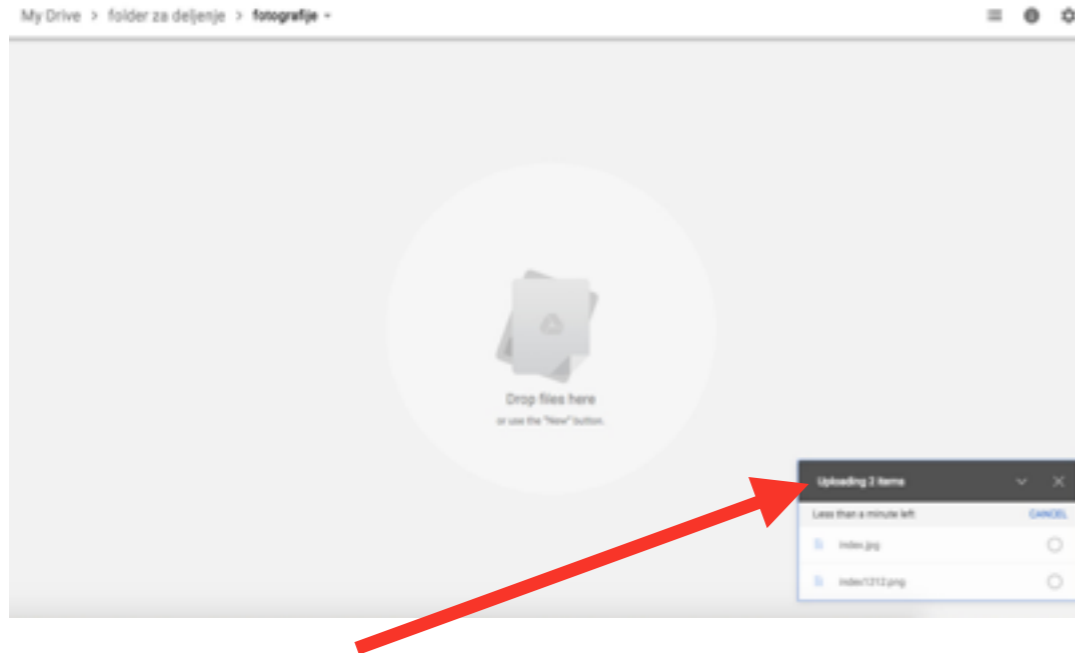 My Drive > folder za deljenje > fotografije
Drop files here
or use the "New" button.
Uploading 2 items
Less than a minute left
CANCEL
index.jpg
index1212.png